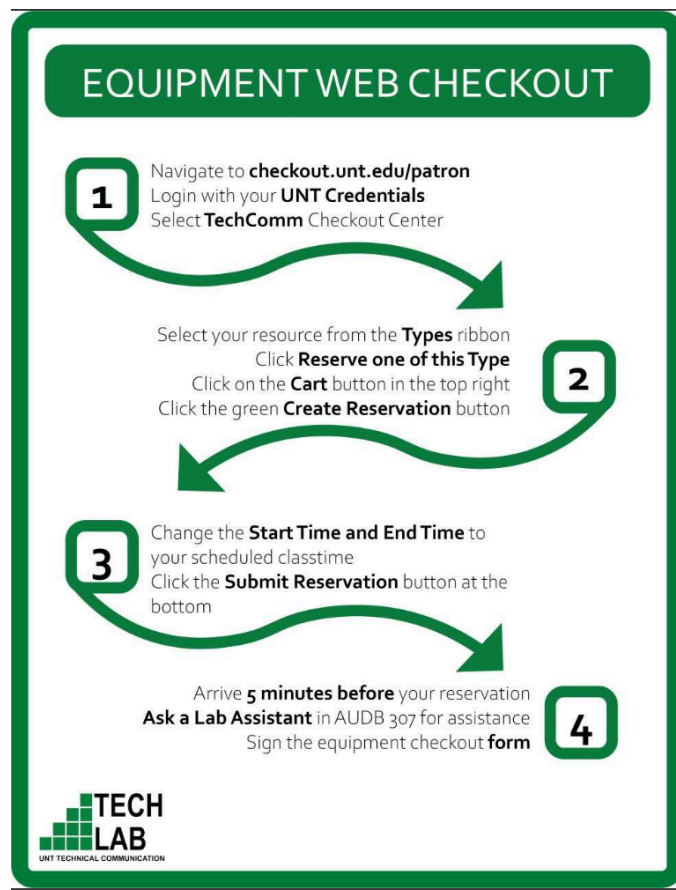 EQUIPMENT WEB CHECKOUT
1
Navigate to checkout.unt.edu/patron
Login with your UNT Credentials
Select TechComm Checkout Center
Select your resource from the Types ribbon
Click Reserve one of this Type
Click on the Cart button in the top right
Click the green Create Reservation button
2
3
Change the Start Time and End Time to
your scheduled classtime
Click the Submit Reservation button at the
bottom
Arrive 5 minutes before your reservation
Ask a Lab Assistant in AUDB 307 for assistance
Sign the equipment checkout form
4
TECH
LAB
UNT TECHNICAL COMMUNICATION